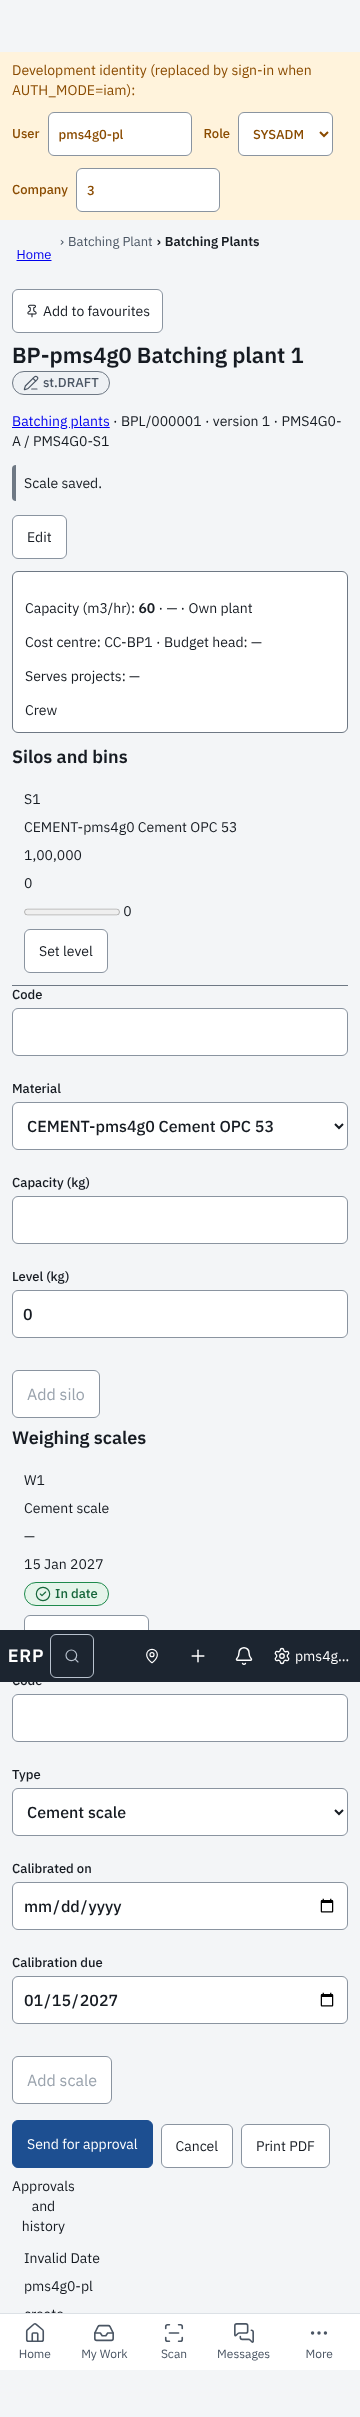 Development identity (replaced by sign-in when
AUTH_MODE=iam):
User pms4g0-pl Role SYSADM
Company 3
Home › Batching Plant › Batching Plants
Add to favourites
BP-pms4g0 Batching plant 1
st.DRAFT
Batching plants · BPL/000001 · version 1 · PMS4G0-
A / PMS4G0-S1
Scale saved.
Edit
Capacity (m3/hr): 60 · — · Own plant
Cost centre: CC-BP1 · Budget head: —
Serves projects: —
Crew
Silos and bins
S1
CEMENT-pms4g0 Cement OPC 53
1,00,000
0
0
Set level
Code
Material
CEMENT-pms4g0 Cement OPC 53
Capacity (kg)
Level (kg)
0
Add silo
Weighing scales
W1
Cement scale
—
15 Jan 2027
In date
ERP pms4g...
Type
Cement scale
Calibrated on
mm/dd/yyyy
Calibration due
01/15/2027
Add scale
Send for approval Cancel Print PDF
Approvals
and
history
Invalid Date
pms4g0-pl
Home My Work Scan Messages More